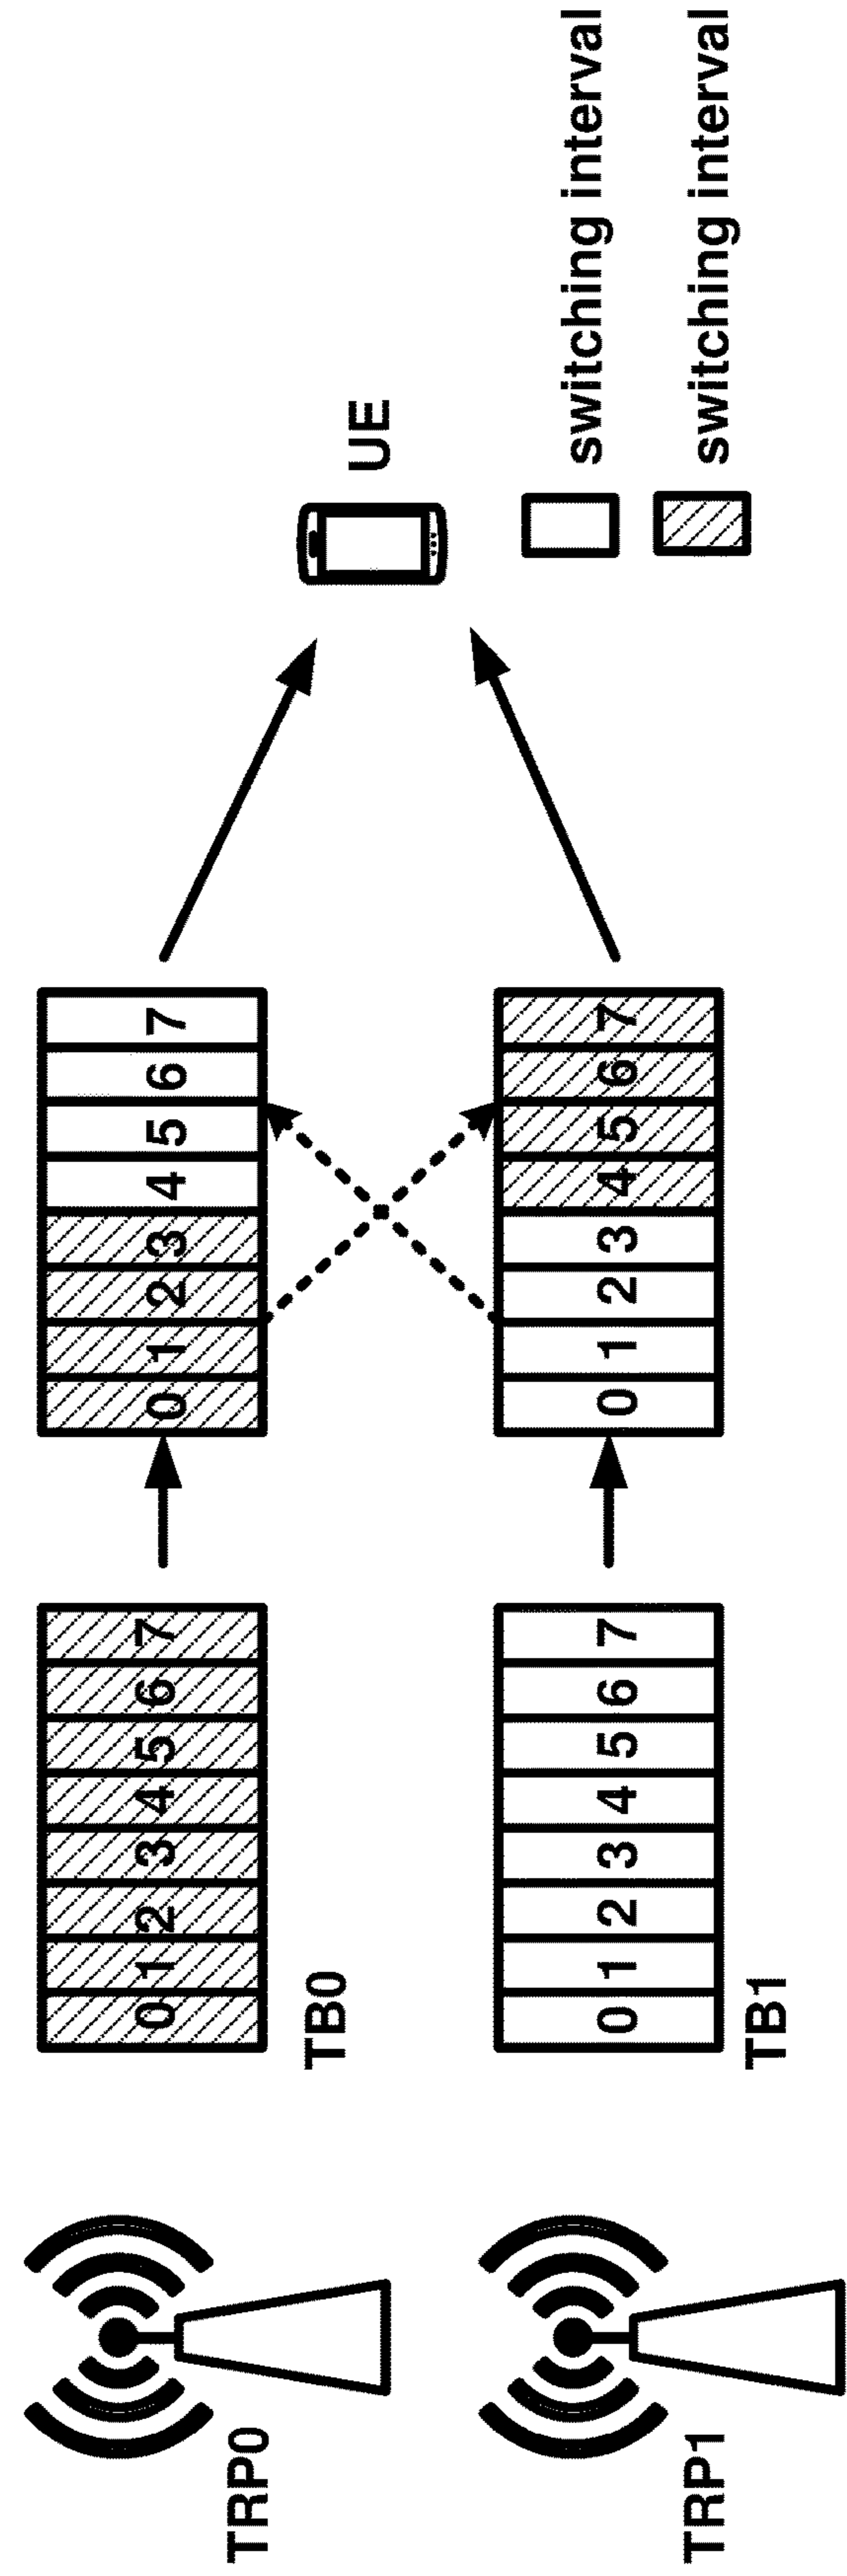 TRP0
TB0
0 1 2 3 4 5 6 7
0 1 2 3 4 5 6 7
UE
TRP1
TB1
0 1 2 3 4 5 6 7
0 1 2 3 4 5 6 7
switching interval
switching interval